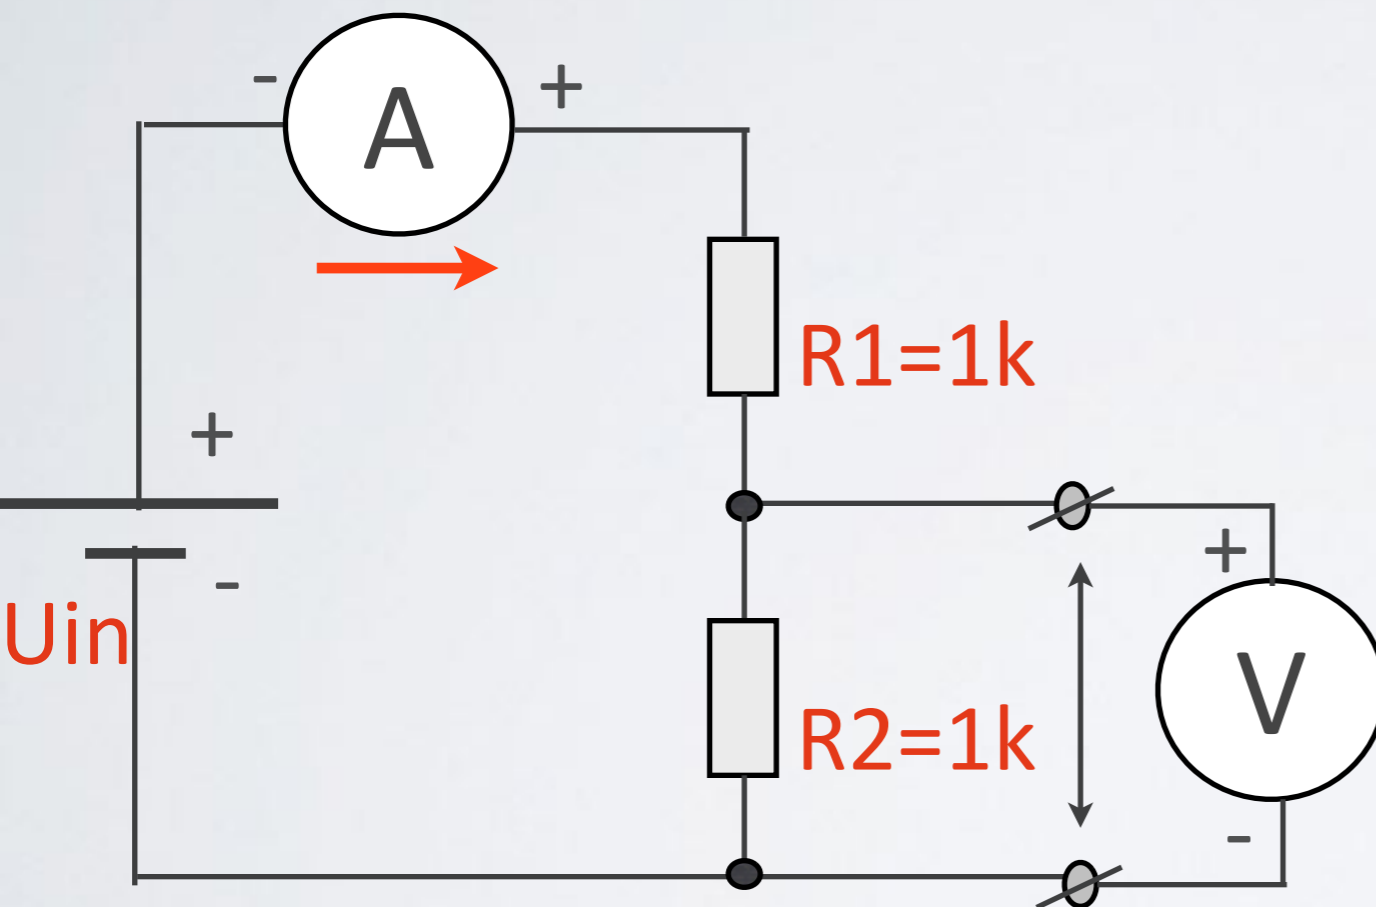 - A +
R1=1k
+
-
Uin
+
V
R2=1k
-